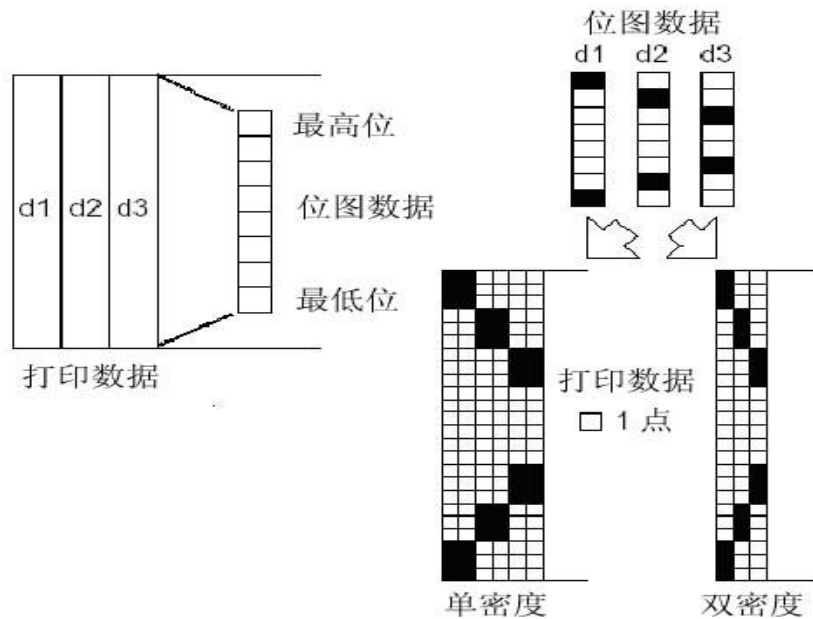 位图数据
d1 d2 d3
最高位
d1 d2 d3
位图数据
最低位
打印数据
打印数据
1 点
单密度
双密度